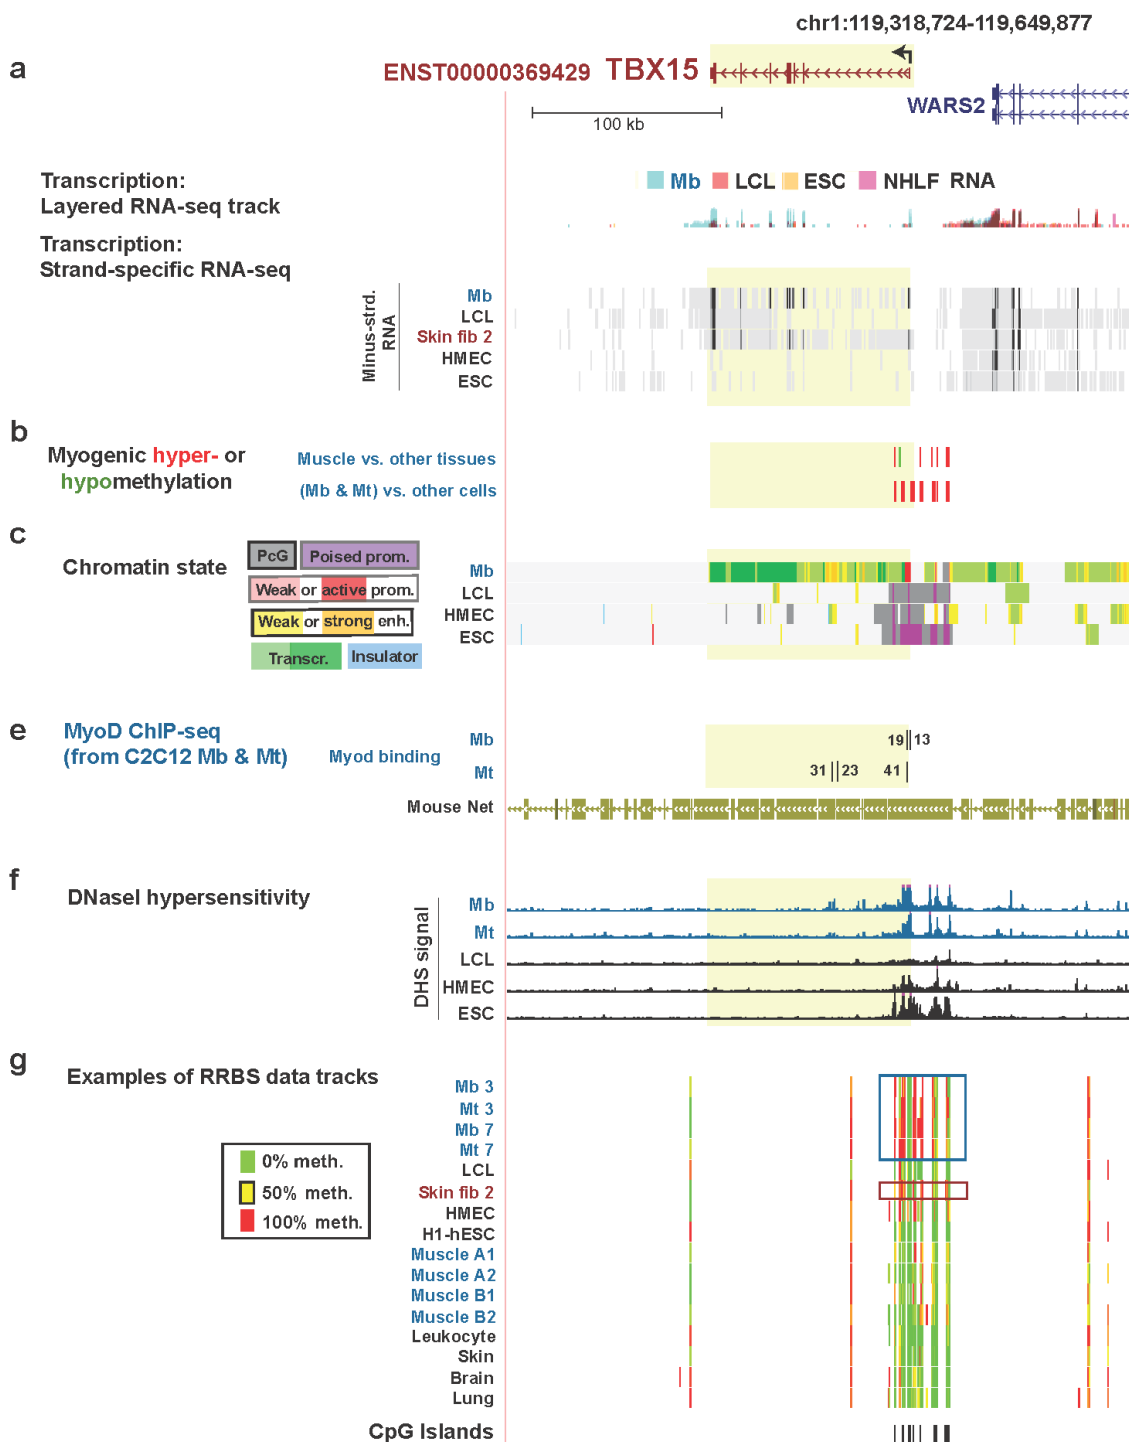 chr1:119,318,724-119,649,877
a
ENST00000369429 TBX15
WARS2
100 kb
Transcription:
Layered RNA-seq track
Mb LCL ESC NHLF RNA
Transcription:
Strand-specific RNA-seq
Minus-strd.
RNA
Mb
LCL
Skin fib 2
HMEC
ESC
b
Myogenic hyper- or
hypomethylation
Muscle vs. other tissues
(Mb & Mt) vs. other cells
c
Chromatin state
PcG Poised prom.
Weak or active prom.
Weak or strong enh.
Transcr. Insulator
Mb
LCL
HMEC
ESC
e
MyoD ChIP-seq
(from C2C12 Mb & Mt)
Myod binding
Mb 19 13
Mt 31 23 41
Mouse Net
f
DNaseI hypersensitivity
DHS signal
Mb
Mt
LCL
HMEC
ESC
g
Examples of RRBS data tracks
0% meth.
50% meth.
100% meth.
Mb 3
Mt 3
Mb 7
Mt 7
LCL
Skin fib 2
HMEC
H1-hESC
Muscle A1
Muscle A2
Muscle B1
Muscle B2
Leukocyte
Skin
Brain
Lung
CpG Islands